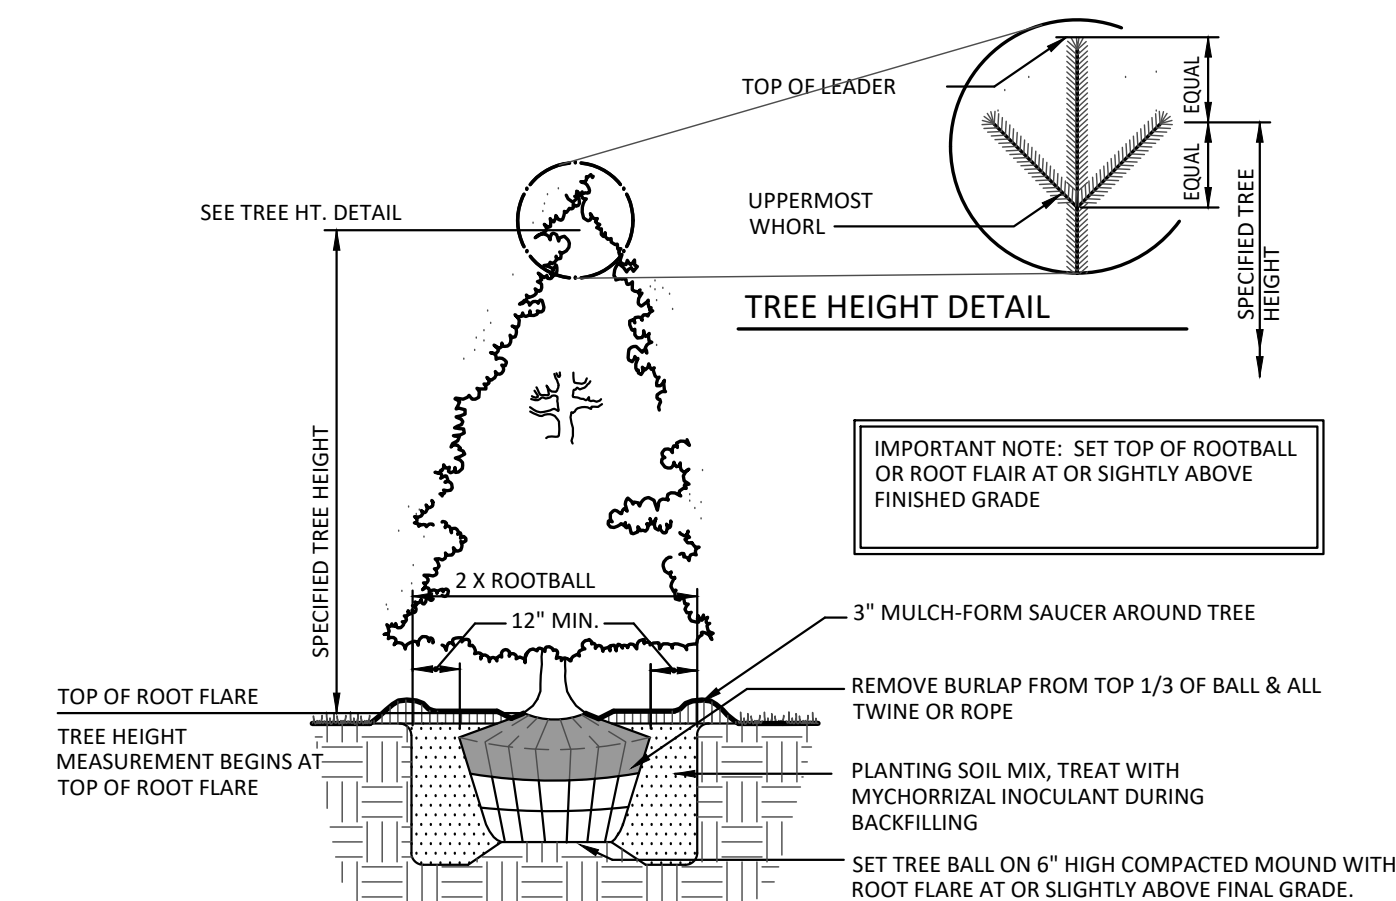 TOP OF LEADER
EQUAL
EQUAL
UPPERMOST
WHORL
SPECIFIED TREE
HEIGHT
TREE HEIGHT DETAIL
SEE TREE HT. DETAIL
SPECIFIED TREE HEIGHT
IMPORTANT NOTE: SET TOP OF ROOTBALL
OR ROOT FLAIR AT OR SIGHTLY ABOVE
FINISHED GRADE
2 X ROOTBALL
12" MIN.
3" MULCH-FORM SAUCER AROUND TREE
REMOVE BURLAP FROM TOP 1/3 OF BALL & ALL
TWINE OR ROPE
TOP OF ROOT FLARE
TREE HEIGHT
MEASUREMENT BEGINS AT
TOP OF ROOT FLARE
PLANTING SOIL MIX, TREAT WITH
MYCHORRIZAL INOCULANT DURING
BACKFILLING
SET TREE BALL ON 6" HIGH COMPACTED MOUND WITH
ROOT FLARE AT OR SLIGHTLY ABOVE FINAL GRADE.